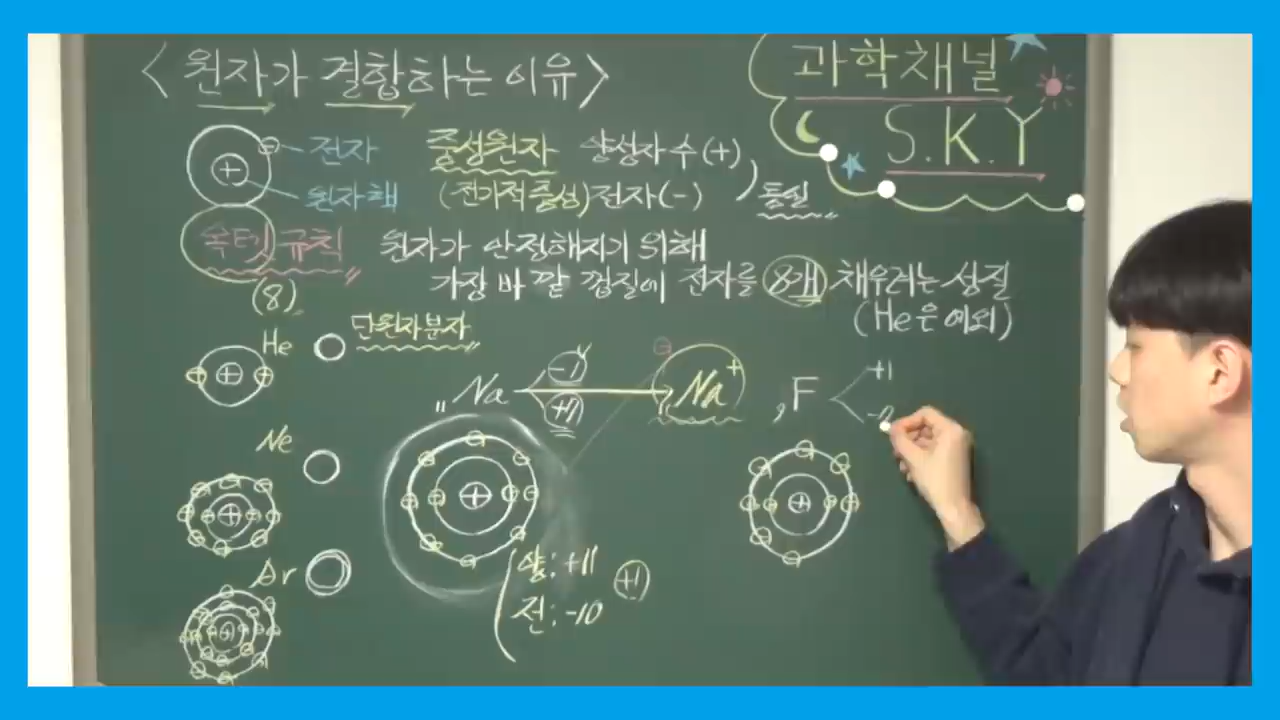 <원자가 결합하는 이유>
과학채널
S.K.Y
전자
원자핵
중성원자 양성자 수 (+)
(전기적중성) 전자 (-)
동일
옥텟 규칙 원자가 안정해지기 위해
(8) 가장 바깥 껍질에 전자를 8개 채우려는 성질
(He은 예외)
He
단원자분자
Na
-1
+7
Na+
, F
+1
Ne
Ar
양: +11
전: -10
+1